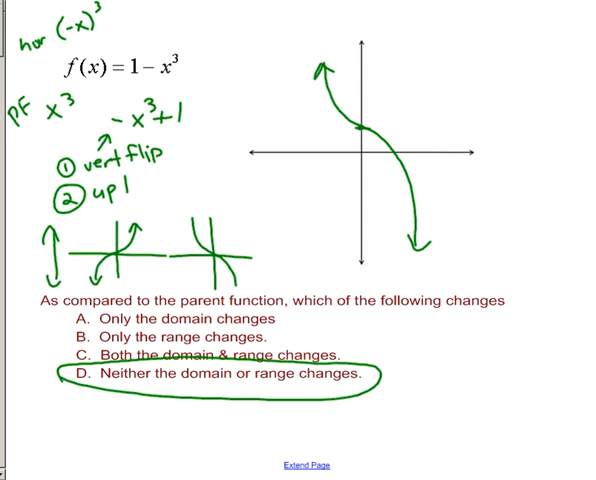 hor (-x)³
f(x) = 1 − x³
pf x³
-x³+1
① vert flip
② up 1
As compared to the parent function, which of the following changes
A. Only the domain changes
B. Only the range changes.
C. Both the domain & range changes.
D. Neither the domain or range changes.
Extend Page